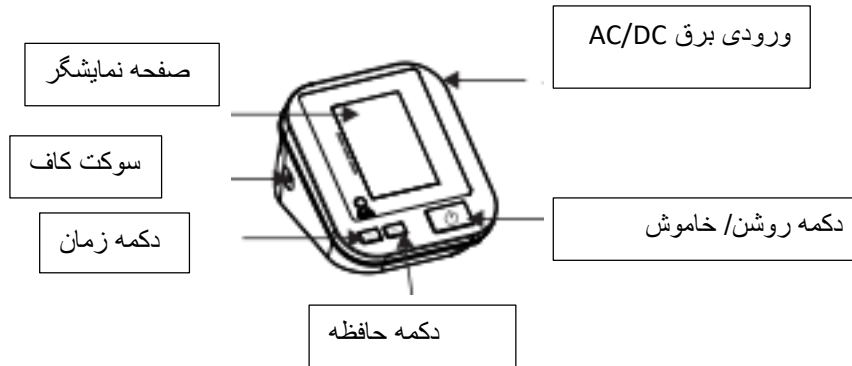 ورودی برق AC/DC
صفحه نمایشگر
سوکت کاف
دکمه زمان
دکمه روشن/ خاموش
دکمه حافظه